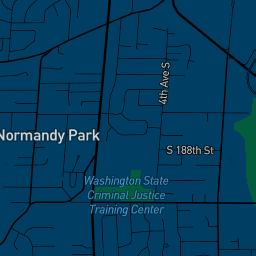 4th Ave S
Normandy Park
S 188th St
Washington State
Criminal Justice
Training Center